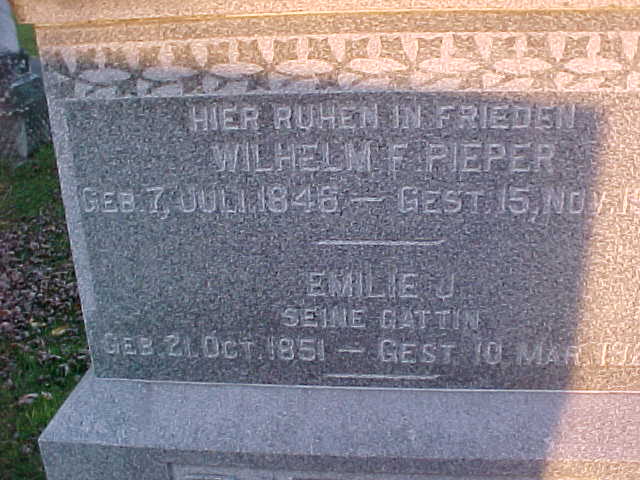 HIER RUHEN IN FRIEDEN
WILHELM F. PIEPER
GEB. 7, JULI. 1846 — GEST. 15, NOV.
EMILIE J.
SEINE GATTIN
GEB. 21. OCT. 1851 — GEST. 10 MAR.